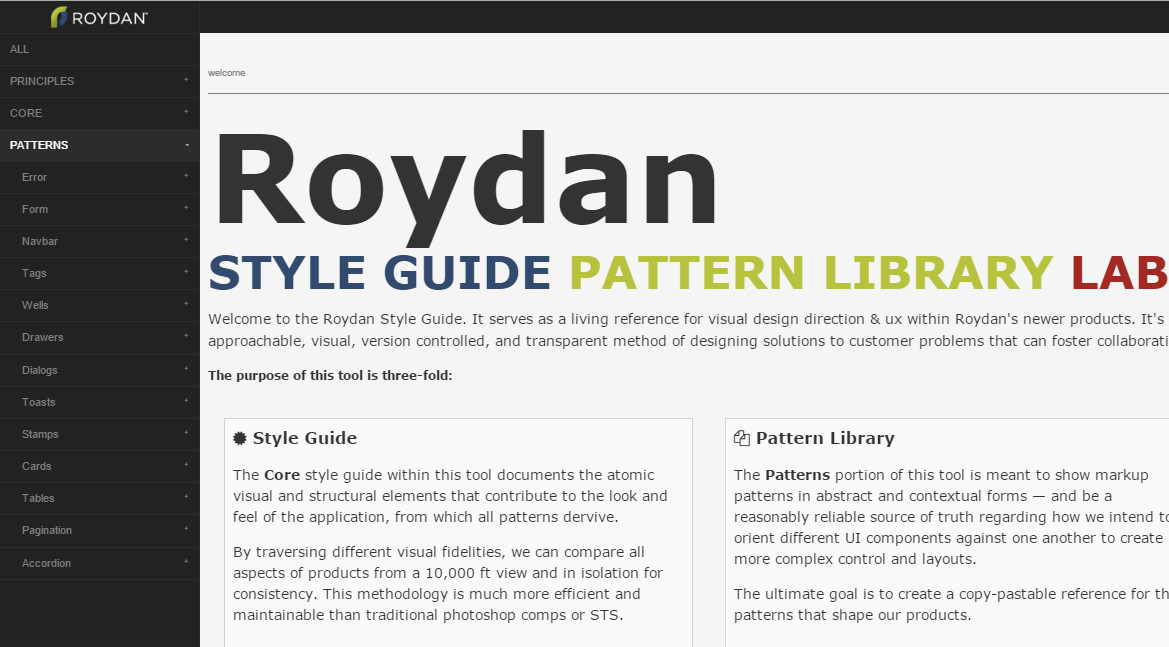 ROYDAN
ALL
PRINCIPLES +
CORE +
PATTERNS -
Error +
Form +
Navbar +
Tags +
Wells +
Drawers +
Dialogs +
Toasts +
Stamps +
Cards +
Tables +
Pagination +
Accordion +
welcome
Roydan
STYLE GUIDE PATTERN LIBRARY LAB
Welcome to the Roydan Style Guide. It serves as a living reference for visual design direction & ux within Roydan's newer products. It's
approachable, visual, version controlled, and transparent method of designing solutions to customer problems that can foster collaborati
The purpose of this tool is three-fold:
Style Guide
The Core style guide within this tool documents the atomic
visual and structural elements that contribute to the look and
feel of the application, from which all patterns dervive.
By traversing different visual fidelities, we can compare all
aspects of products from a 10,000 ft view and in isolation for
consistency. This methodology is much more efficient and
maintainable than traditional photoshop comps or STS.
Pattern Library
The Patterns portion of this tool is meant to show markup
patterns in abstract and contextual forms — and be a
reasonably reliable source of truth regarding how we intend to
orient different UI components against one another to create
more complex control and layouts.
The ultimate goal is to create a copy-pastable reference for th
patterns that shape our products.